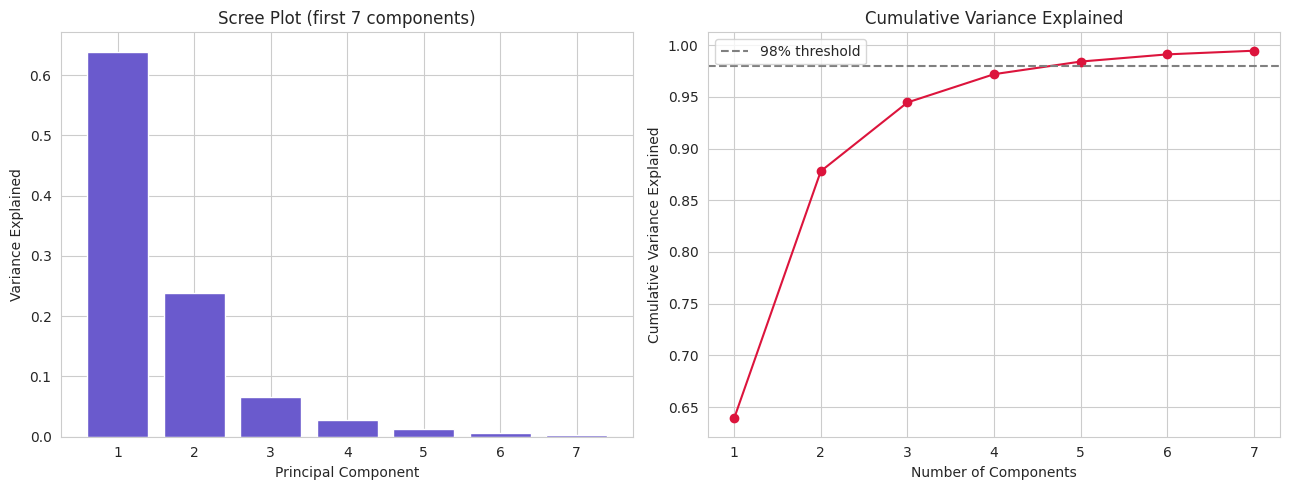 Scree Plot (first 7 components)
Variance Explained
0.6
0.5
0.4
0.3
0.2
0.1
0.0
1 2 3 4 5 6 7
Principal Component
Cumulative Variance Explained
98% threshold
Cumulative Variance Explained
1.00
0.95
0.90
0.85
0.80
0.75
0.70
0.65
1 2 3 4 5 6 7
Number of Components